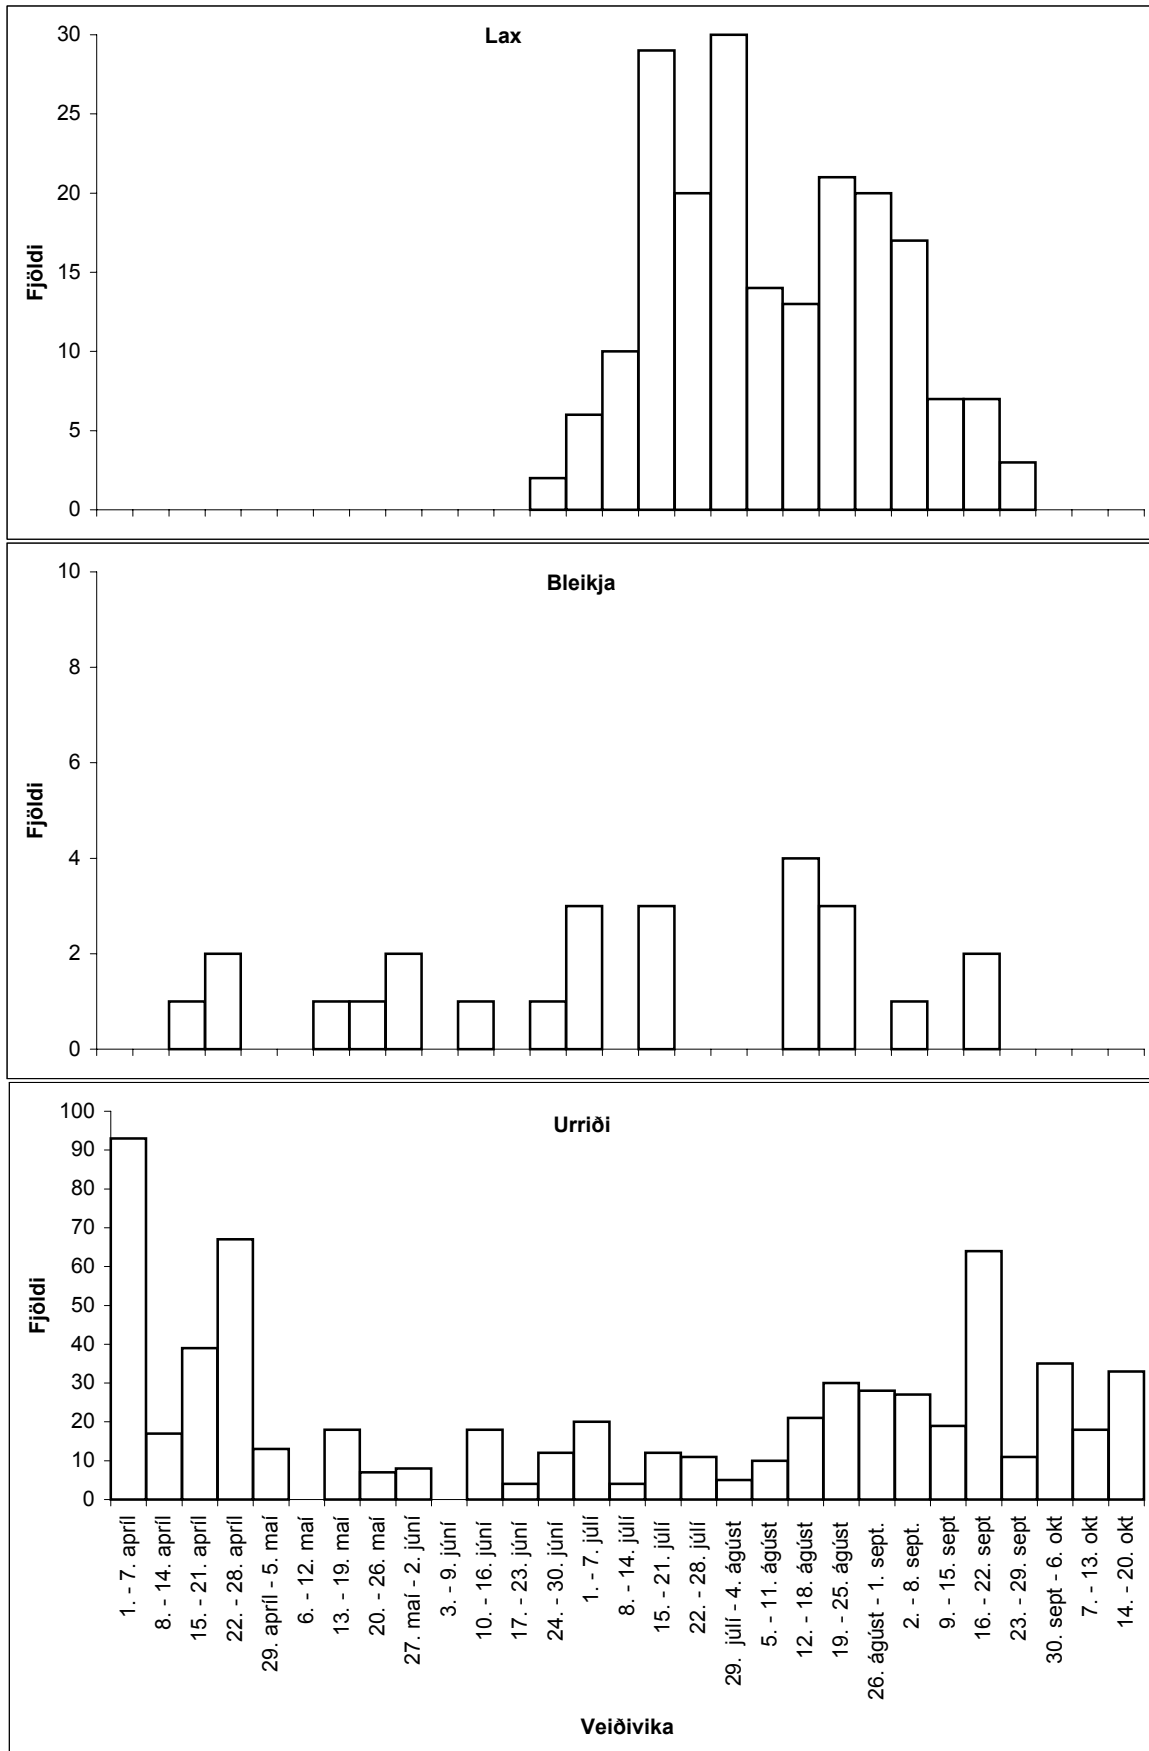 Lax
30
25
20
15
10
5
0
Fjöldi
Bleikja
10
8
6
4
2
0
Fjöldi
Urriði
100
90
80
70
60
50
40
30
20
10
0
Fjöldi
1. - 7. apríl
8. - 14. apríl
15. - 21. apríl
22. - 28. apríl
29. apríl - 5. maí
6. - 12. maí
13. - 19. maí
20. - 26. maí
27. maí - 2. júní
3. - 9. júní
10. - 16. júní
17. - 23. júní
24. - 30. júní
1. - 7. júlí
8. - 14. júlí
15. - 21. júlí
22. - 28. júlí
29. júlí - 4. ágúst
5. - 11. ágúst
12. - 18. ágúst
19. - 25. ágúst
26. ágúst - 1. sept.
2. - 8. sept.
9. - 15. sept
16. - 22. sept
23. - 29. sept
30. sept - 6. okt
7. - 13. okt
14. - 20. okt
Veiðivika